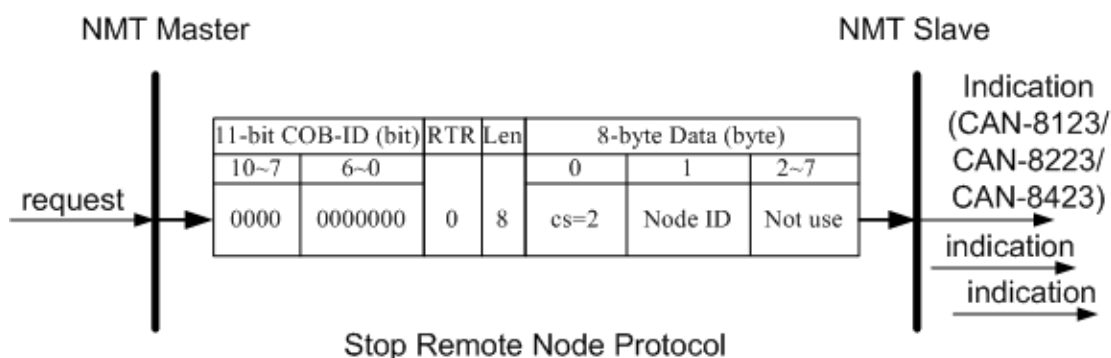 NMT Master
NMT Slave
Indication
(CAN-8123/
CAN-8223/
CAN-8423)
request
11-bit COB-ID (bit) RTR Len 8-byte Data (byte)
10~7 6~0 0 1 2~7
0000 0000000 0 8 cs=2 Node ID Not use
indication
indication
Stop Remote Node Protocol